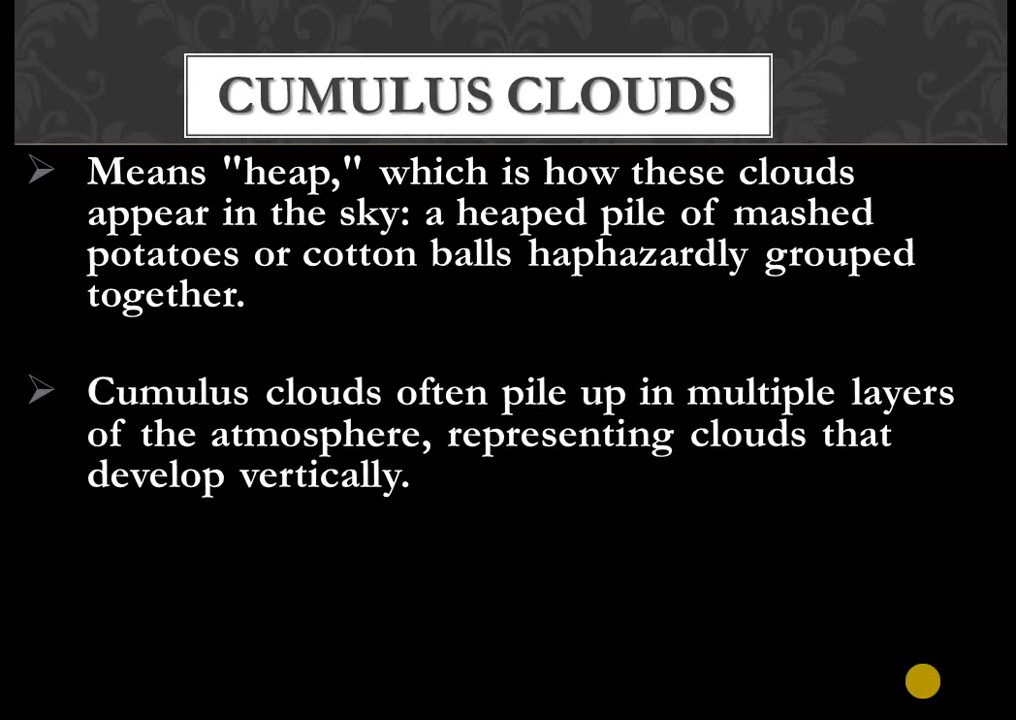 CUMULUS CLOUDS
Means "heap," which is how these clouds
appear in the sky: a heaped pile of mashed
potatoes or cotton balls haphazardly grouped
together.
Cumulus clouds often pile up in multiple layers
of the atmosphere, representing clouds that
develop vertically.